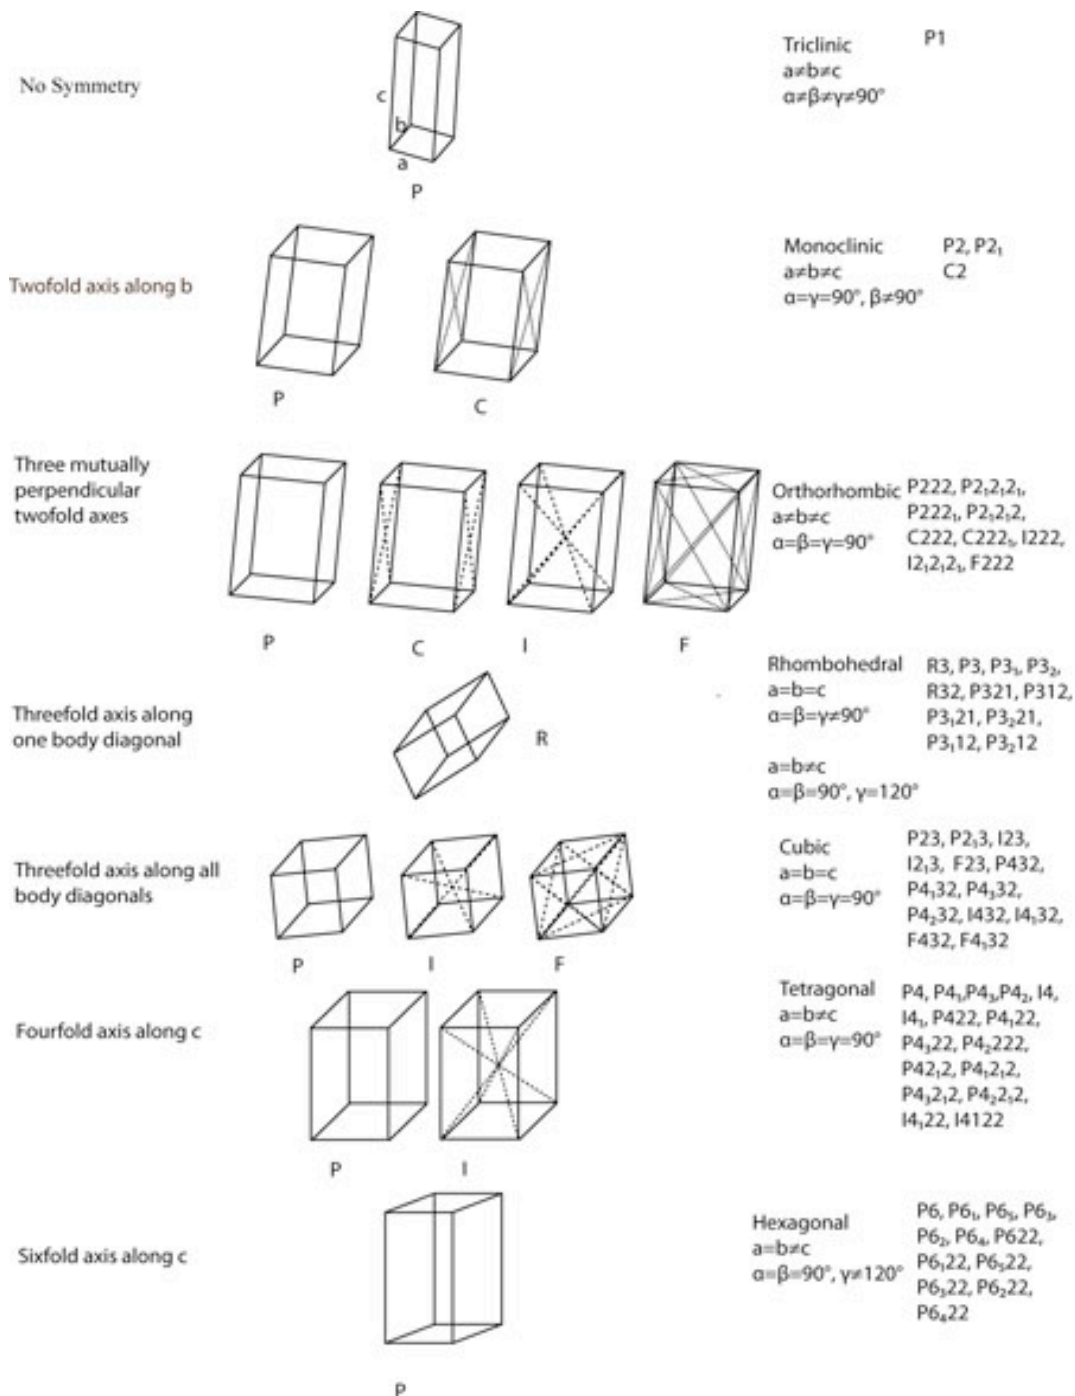 No Symmetry
c
b
a
P
Triclinic
a≠b≠c
α≠β≠γ≠90°
P1
Twofold axis along b
P
C
Monoclinic
a≠b≠c
α=γ=90°, β≠90°
P2, P2₁
C2
Three mutually
perpendicular
twofold axes
P
C
I
F
Orthorhombic
a≠b≠c
α=β=γ=90°
P222, P2₁2₁2₁,
P222₁, P2₁2₁2,
C222, C222₁, I222,
I2₁2₁2₁, F222
Threefold axis along
one body diagonal
R
Rhombohedral
a=b=c
α=β=γ≠90°
a=b≠c
α=β=90°, γ=120°
R3, P3, P3₁, P3₂,
R32, P321, P312,
P3₁21, P3₂21,
P3₁12, P3₂12
Threefold axis along all
body diagonals
P
I
F
Cubic
a=b=c
α=β=γ=90°
P23, P2₁3, I23,
I2₁3, F23, P432,
P4₁32, P4₃32,
P4₂32, I432, I4₁32,
F432, F4₁32
Fourfold axis along c
P
I
Tetragonal
a=b≠c
α=β=γ=90°
P4, P4₁,P4₃,P4₂, I4,
I4₁, P422, P4₁22,
P4₃22, P4₂222,
P42₁2, P4₁2₁2,
P4₃2₁2, P4₂2₁2,
I4₁22, I4122
Sixfold axis along c
P
Hexagonal
a=b≠c
α=β=90°, γ≠120°
P6, P6₁, P6₅, P6₃,
P6₂, P6₄, P622,
P6₁22, P6₅22,
P6₃22, P6₂22,
P6₄22